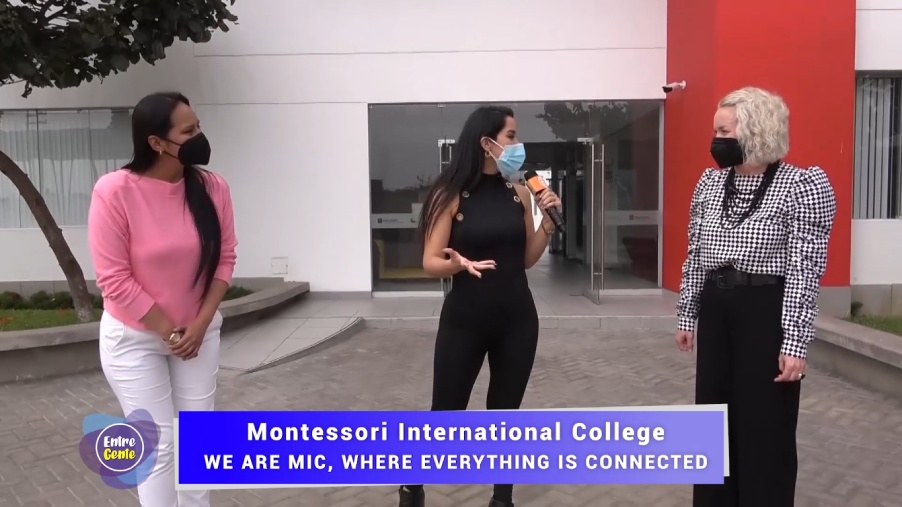 Montessori International College
WE ARE MIC, WHERE EVERYTHING IS CONNECTED
Entre
Gente